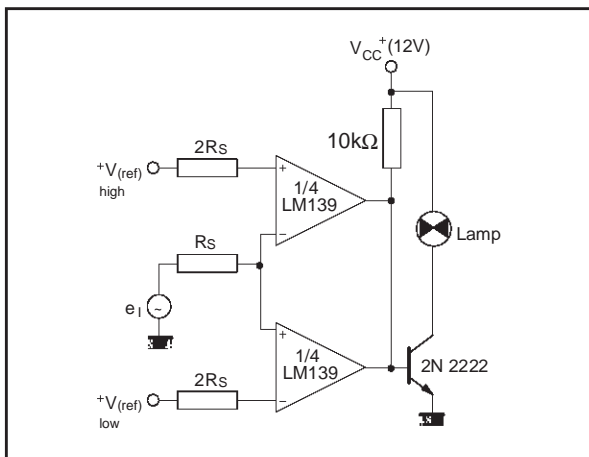 VCC+(12V)
2Rs
10kΩ
+V(ref)
high
+
1/4
LM139
−
Rs
Lamp
eI
~
+
1/4
LM139
−
2N 2222
2Rs
+V(ref)
low